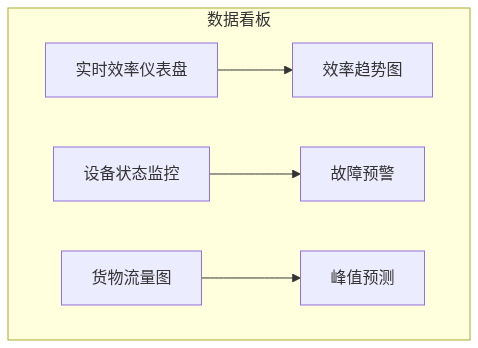 数据看板
实时效率仪表盘
效率趋势图
设备状态监控
故障预警
货物流量图
峰值预测